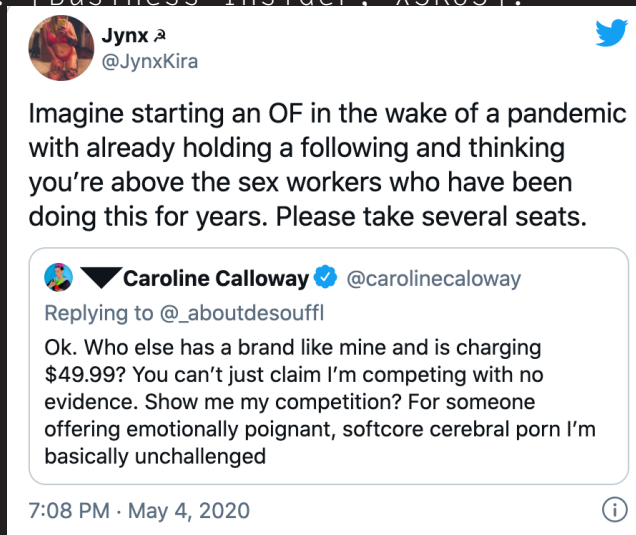 Jynx ☭
@JynxKira
Imagine starting an OF in the wake of a pandemic
with already holding a following and thinking
you’re above the sex workers who have been
doing this for years. Please take several seats.
Caroline Calloway @carolinecaloway
Replying to @_aboutdesouffl
Ok. Who else has a brand like mine and is charging
$49.99? You can’t just claim I’m competing with no
evidence. Show me my competition? For someone
offering emotionally poignant, softcore cerebral porn I’m
basically unchallenged
7:08 PM · May 4, 2020